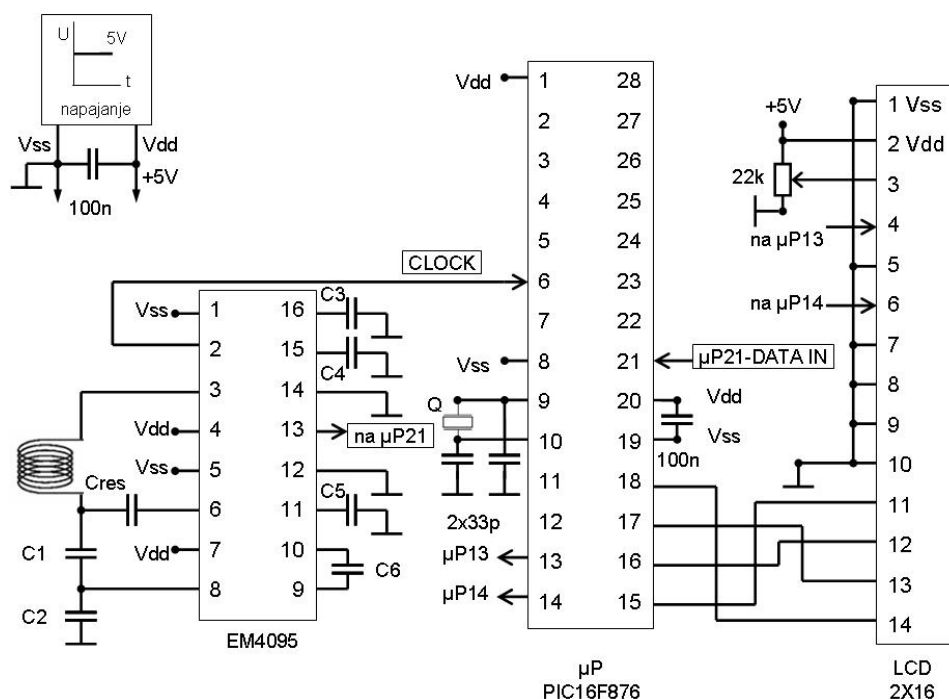 U
5V
t
napajanje
Vss
Vdd
+5V
100n
CLOCK
Vss
1
2
3
Vdd
4
Vss
5
Cres
6
Vdd
7
8
C1
C2
16
C3
15
C4
14
13
na µP21
12
11
C5
10
9
C6
EM4095
Vdd
1
2
3
4
5
6
7
Vss
8
Q
9
10
11
2x33p
12
µP13
13
µP14
14
28
27
26
25
24
23
22
21
µP21-DATA IN
20
Vdd
19
Vss
100n
18
17
16
15
µP
PIC16F876
+5V
22k
na µP13
na µP14
1 Vss
2 Vdd
3
4
5
6
7
8
9
10
11
12
13
14
LCD
2X16